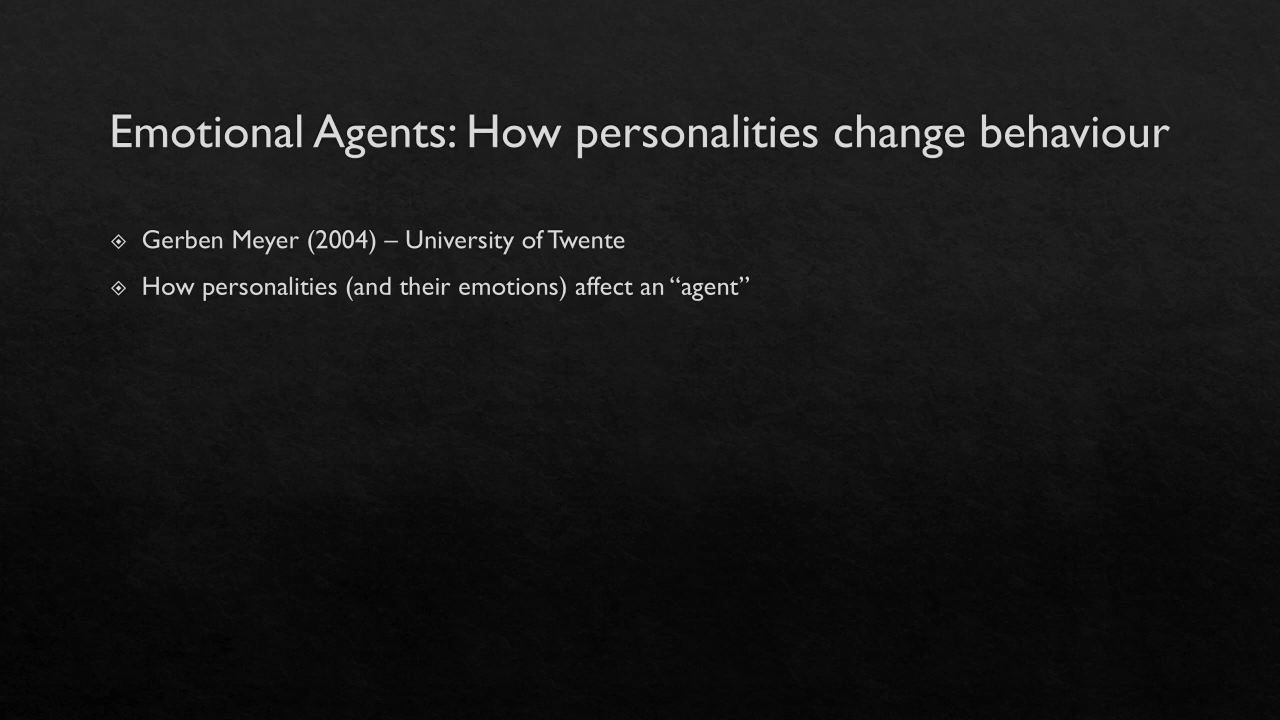 Emotional Agents: How personalities change behaviour
Gerben Meyer (2004) – University of Twente
How personalities (and their emotions) affect an “agent”